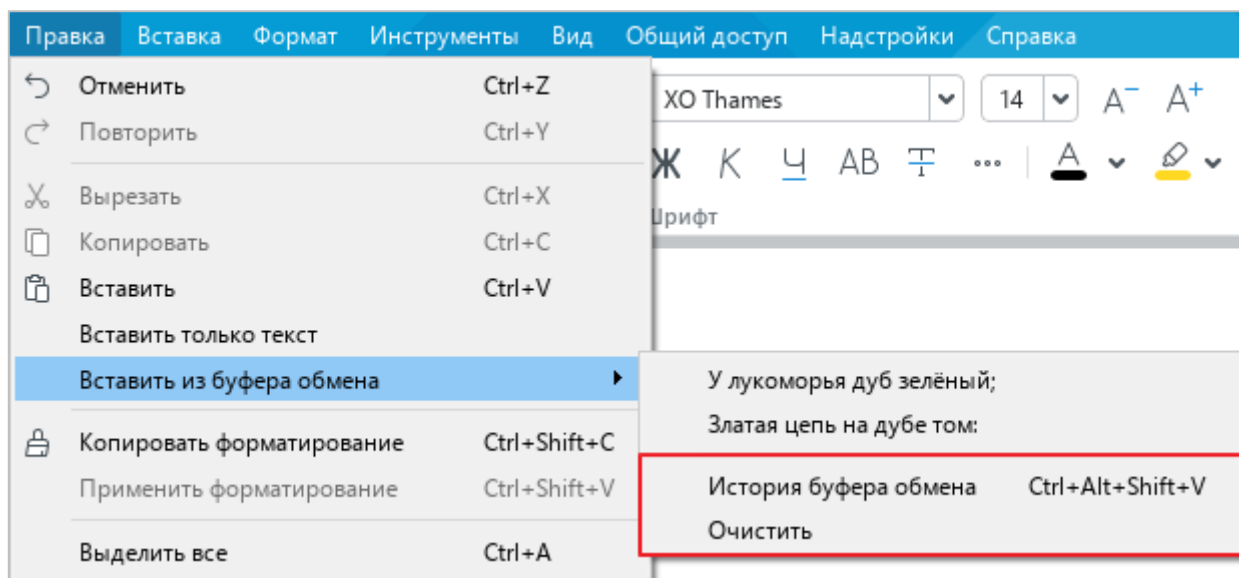 Правка Вставка Формат Инструменты Вид Общий доступ Надстройки Справка
Отменить Ctrl+Z
Повторить Ctrl+Y
Вырезать Ctrl+X
Копировать Ctrl+C
Вставить Ctrl+V
Вставить только текст
Вставить из буфера обмена
Копировать форматирование Ctrl+Shift+C
Применить форматирование Ctrl+Shift+V
Выделить все Ctrl+A
XO Thames 14 A⁻ A⁺
Ж К Ч АВ Т ... А
Шрифт
У лукоморья дуб зелёный;
Златая цепь на дубе том:
История буфера обмена Ctrl+Alt+Shift+V
Очистить